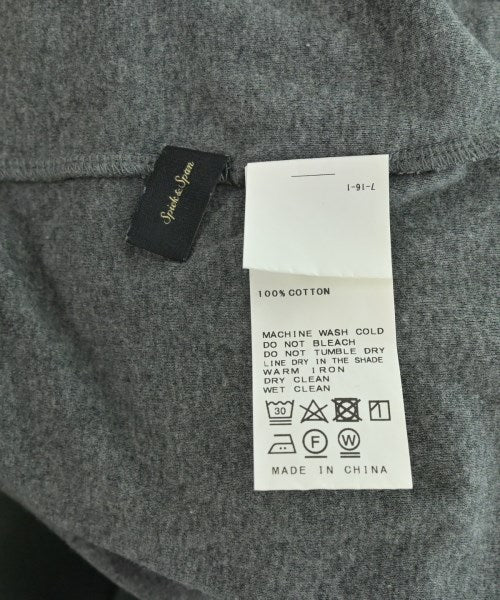 Spick & Span
7-16-1
100% COTTON
MACHINE WASH COLD
DO NOT BLEACH
DO NOT TUMBLE DRY
LINE DRY IN THE SHADE
WARM IRON
DRY CLEAN
WET CLEAN
30
F W
MADE IN CHINA